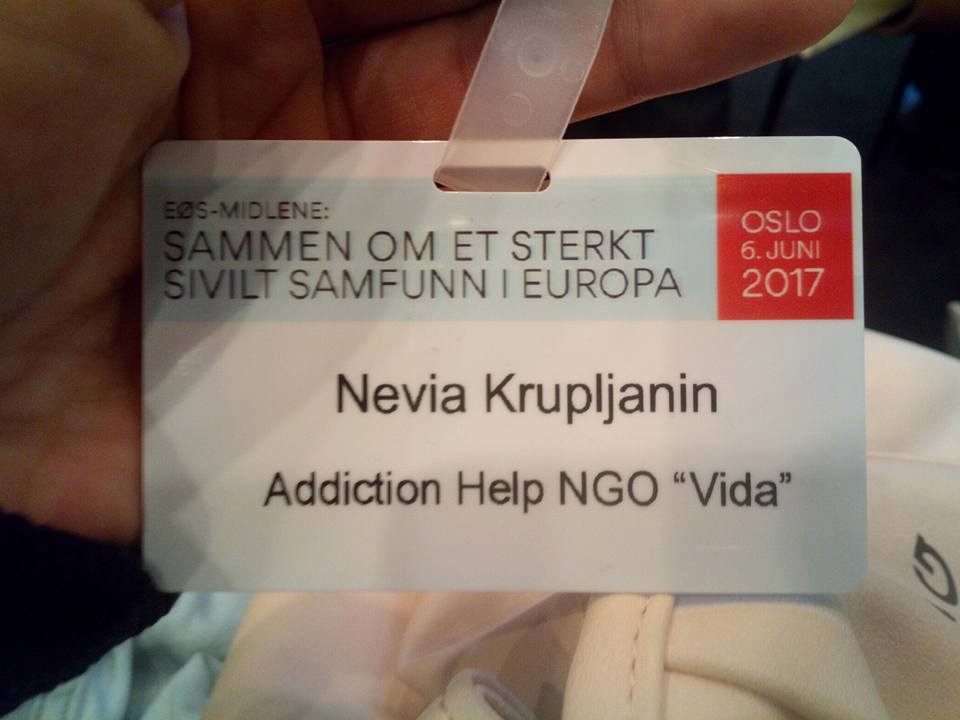 EØS-MIDLENE:
SAMMEN OM ET STERKT
SIVILT SAMFUNN I EUROPA
OSLO
6. JUNI
2017
Nevia Krupljanin
Addiction Help NGO “Vida”